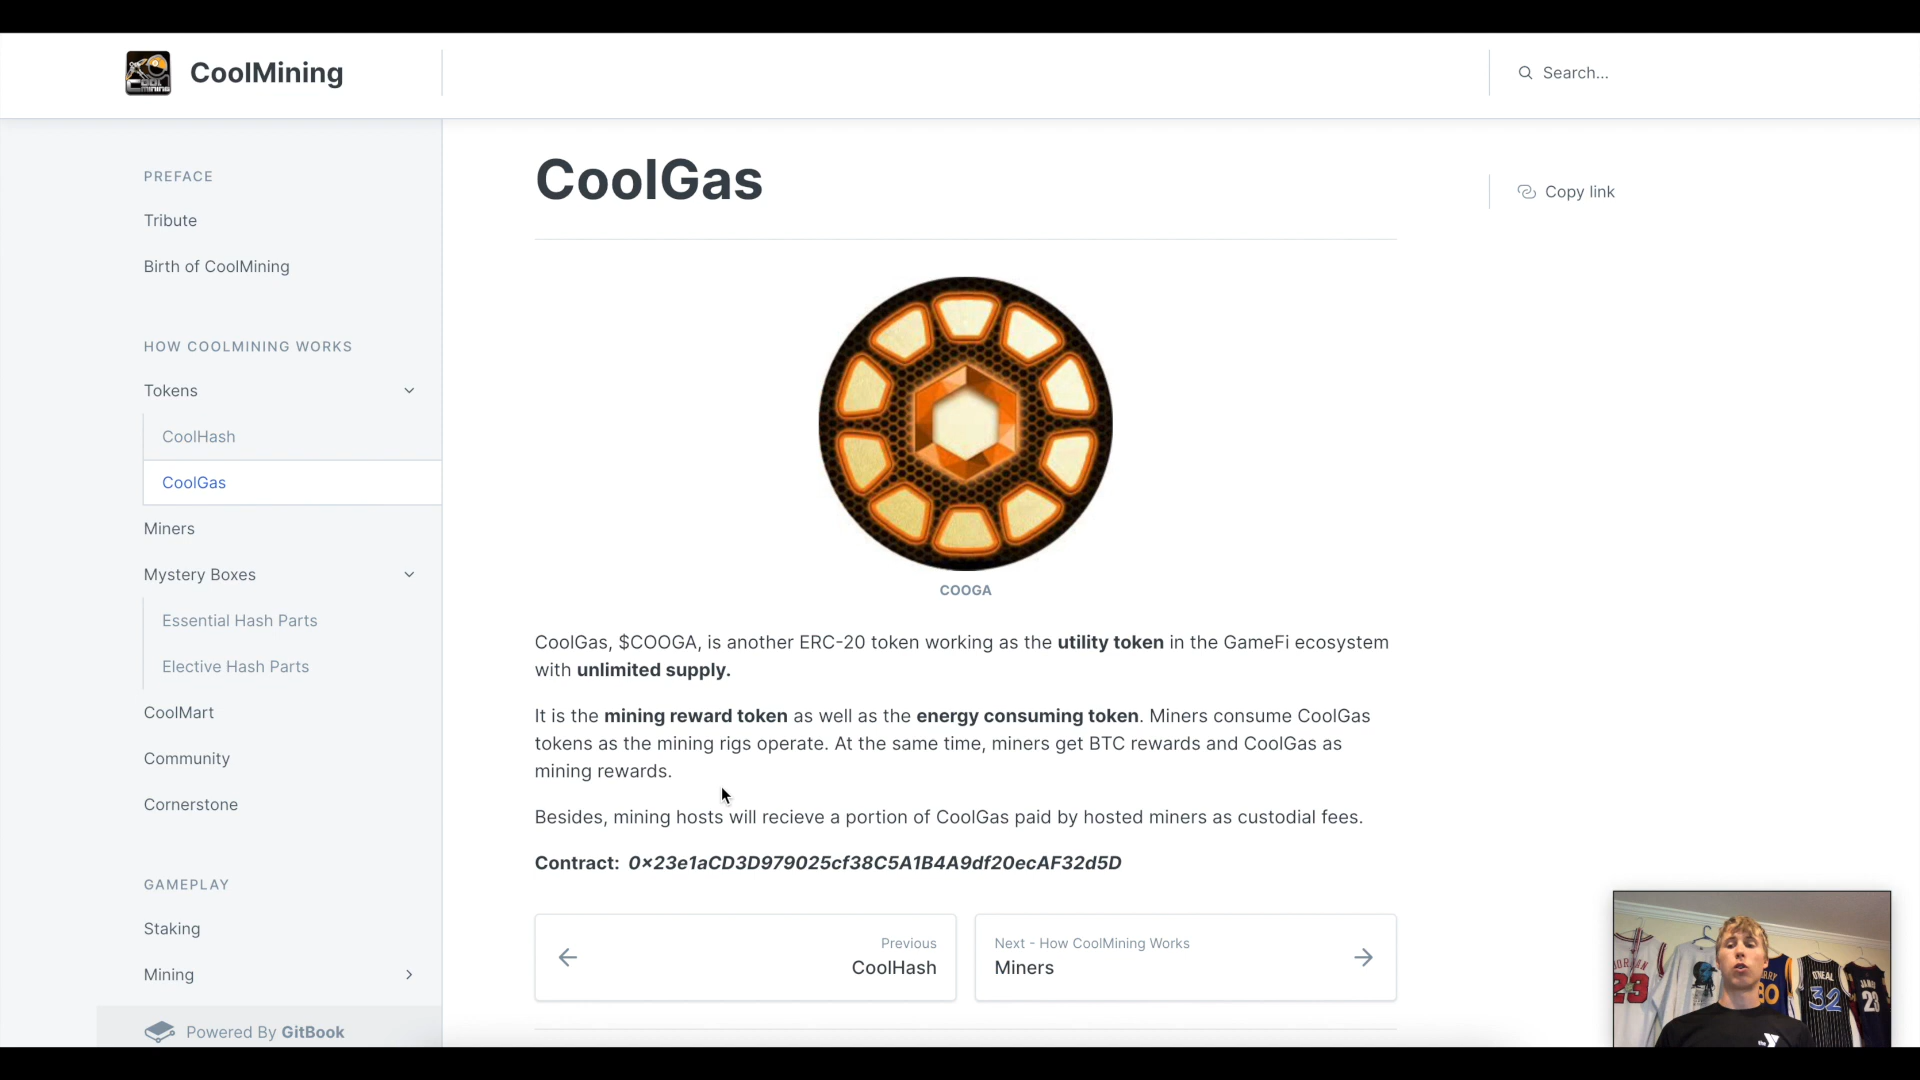 CoolMining
Search...
PREFACE
Tribute
Birth of CoolMining
HOW COOLMINING WORKS
Tokens
CoolHash
CoolGas
Miners
Mystery Boxes
Essential Hash Parts
Elective Hash Parts
CoolMart
Community
Cornerstone
GAMEPLAY
Staking
Mining
Powered By GitBook
CoolGas
Copy link
COOGA
CoolGas, $COOGA, is another ERC-20 token working as the utility token in the GameFi ecosystem
with unlimited supply.
It is the mining reward token as well as the energy consuming token. Miners consume CoolGas
tokens as the mining rigs operate. At the same time, miners get BTC rewards and CoolGas as
mining rewards.
Besides, mining hosts will recieve a portion of CoolGas paid by hosted miners as custodial fees.
Contract: 0x23e1aCD3D979025cf38C5A1B4A9df20ecAF32d5D
Previous
CoolHash
Next - How CoolMining Works
Miners
23
O'NEAL
32
23